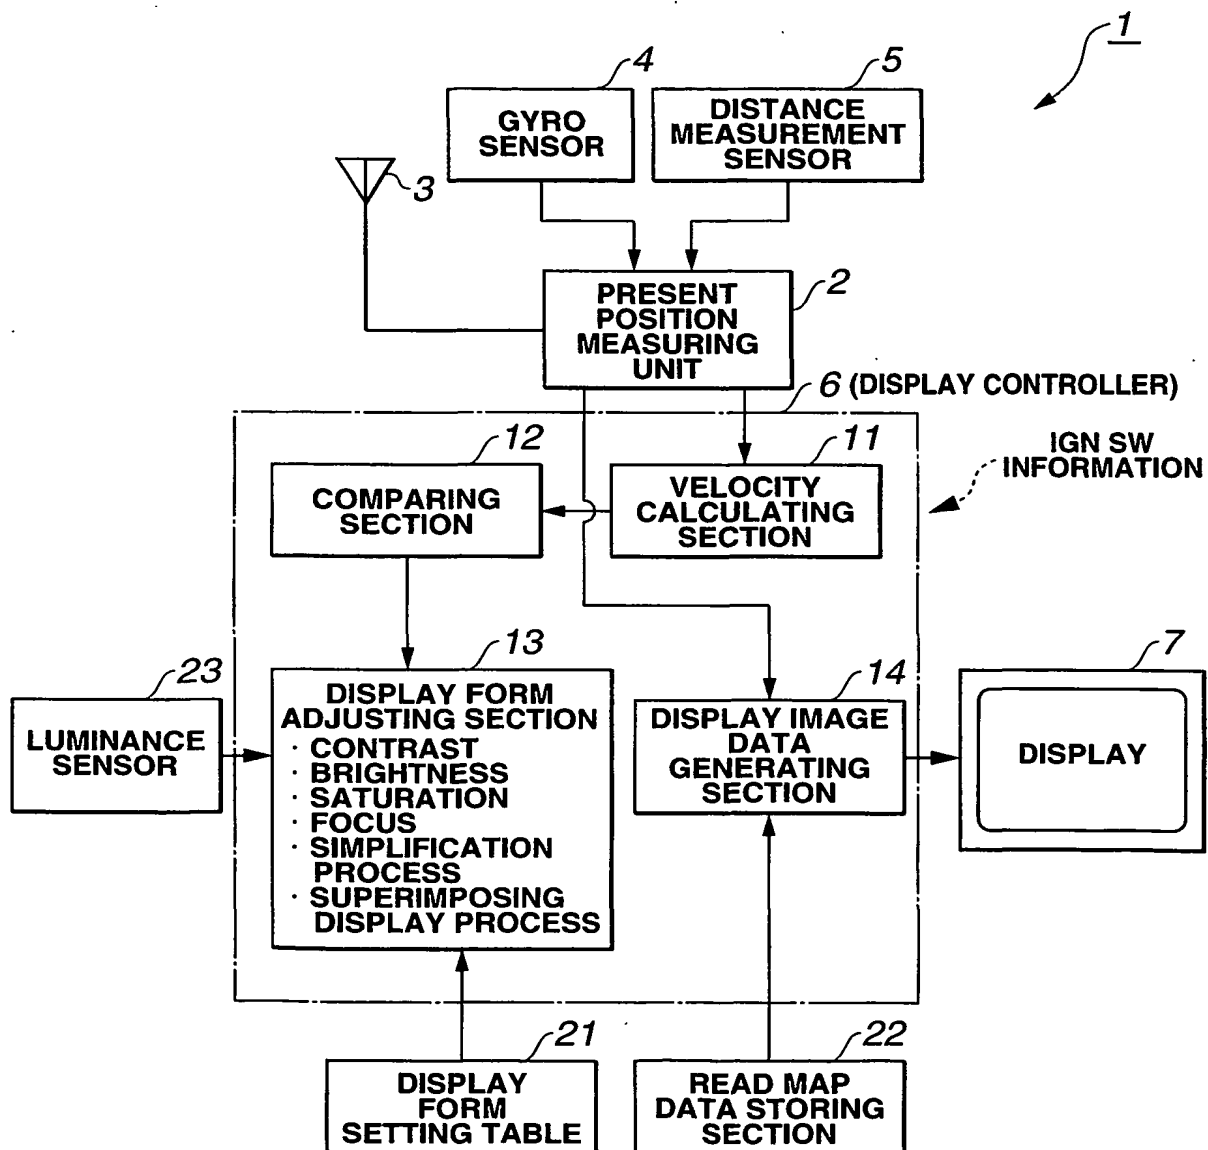 1
4
5
GYRO
SENSOR
DISTANCE
MEASUREMENT
SENSOR
3
2
PRESENT
POSITION
MEASURING
UNIT
6 (DISPLAY CONTROLLER)
12
11
IGN SW
INFORMATION
COMPARING
SECTION
VELOCITY
CALCULATING
SECTION
23
13
14
7
LUMINANCE
SENSOR
DISPLAY FORM
ADJUSTING SECTION
· CONTRAST
· BRIGHTNESS
· SATURATION
· FOCUS
· SIMPLIFICATION
PROCESS
· SUPERIMPOSING
DISPLAY PROCESS
DISPLAY IMAGE
DATA
GENERATING
SECTION
DISPLAY
21
22
DISPLAY
FORM
SETTING TABLE
READ MAP
DATA STORING
SECTION